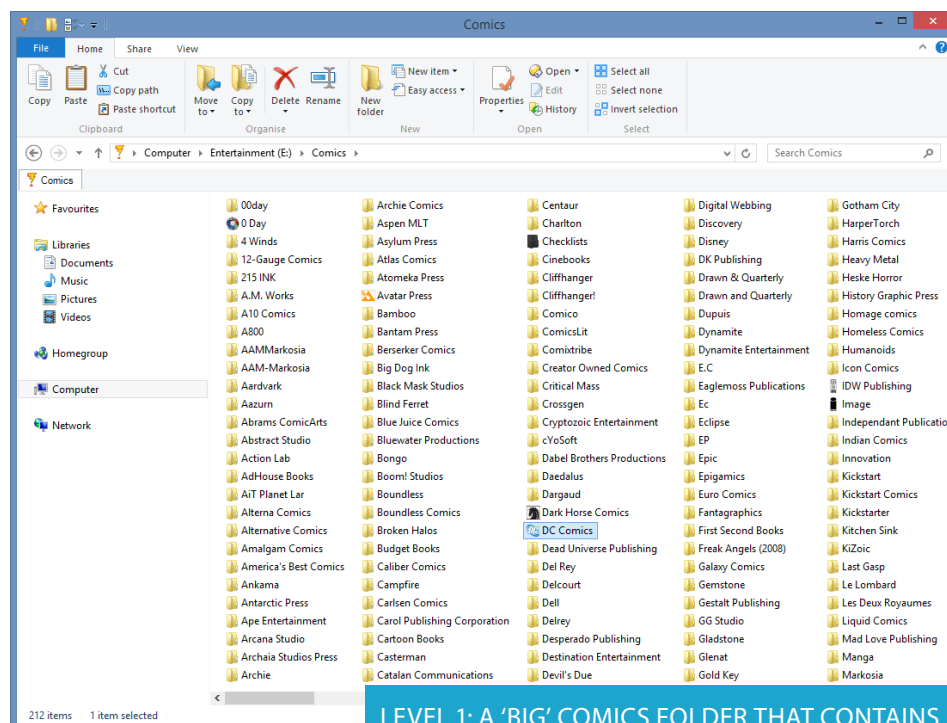 Comics
File Home Share View
Copy
Paste
Cut
Copy path
Paste shortcut
Clipboard
Move to
Copy to
Delete
Rename
Organise
New folder
New item
Easy access
New
Properties
Open
Edit
History
Open
Select all
Select none
Invert selection
Select
Computer Entertainment (E:) Comics
Search Comics
Comics
Favourites
Libraries
Documents
Music
Pictures
Videos
Homegroup
Computer
Network
00day
0 Day
4 Winds
12-Gauge Comics
215 INK
A.M. Works
A10 Comics
A800
AAMMarkosia
AAM-Markosia
Aardvark
Aazurn
Abrams ComicArts
Abstract Studio
Action Lab
AdHouse Books
AiT Planet Lar
Alterna Comics
Alternative Comics
Amalgam Comics
America's Best Comics
Ankama
Antarctic Press
Ape Entertainment
Arcana Studio
Archaia Studios Press
Archie
Archie Comics
Aspen MLT
Asylum Press
Atlas Comics
Atomeka Press
Avatar Press
Bamboo
Bantam Press
Berserker Comics
Big Dog Ink
Black Mask Studios
Blind Ferret
Blue Juice Comics
Bluewater Productions
Bongo
Boom! Studios
Boundless
Boundless Comics
Broken Halos
Budget Books
Caliber Comics
Campfire
Carlsen Comics
Carol Publishing Corporation
Cartoon Books
Casterman
Catalan Communications
Centaur
Charlton
Checklists
Cinebooks
Cliffhanger
Cliffhanger!
Comico
ComicsLit
Comixtribe
Creator Owned Comics
Critical Mass
Crossgen
Cryptozoic Entertainment
cYoSoft
Dabel Brothers Productions
Daedalus
Dargaud
Dark Horse Comics
DC Comics
Dead Universe Publishing
Del Rey
Delcourt
Dell
Delrey
Desperado Publishing
Destination Entertainment
Devil's Due
Digital Webbing
Discovery
Disney
DK Publishing
Drawn & Quarterly
Drawn and Quarterly
Dupuis
Dynamite
Dynamite Entertainment
E.C
Eaglemoss Publications
Ec
Eclipse
EP
Epic
Epigamics
Euro Comics
Fantagraphics
First Second Books
Freak Angels (2008)
Galaxy Comics
Gemstone
Gestalt Publishing
GG Studio
Gladstone
Glenat
Gold Key
Gotham City
HarperTorch
Harris Comics
Heavy Metal
Heske Horror
History Graphic Press
Homage comics
Homeless Comics
Humanoids
Icon Comics
IDW Publishing
Image
Independant Publicatio
Indian Comics
Innovation
Kickstart
Kickstart Comics
Kickstarter
Kitchen Sink
KiZoic
Last Gasp
Le Lombard
Les Deux Royaumes
Liquid Comics
Mad Love Publishing
Manga
Markosia
212 items 1 item selected
LEVEL 1: A ‘BIG’ COMICS FOLDER THAT CONTAINS